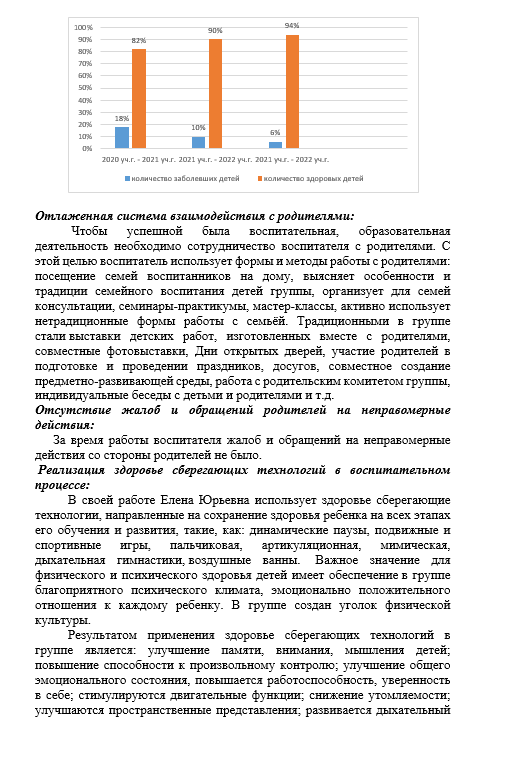 100%
90%
80%
70%
60%
50%
40%
30%
20%
10%
0%
18%
82%
10%
90%
6%
94%
2020 уч.г. - 2021 уч.г. 2021 уч.г. - 2022 уч.г. 2021 уч.г. - 2022 уч.г.
количество заболевших детей количество здоровых детей
Отлаженная система взаимодействия с родителями:
Чтобы успешной была воспитательная, образовательная
деятельность необходимо сотрудничество воспитателя с родителями. С
этой целью воспитатель использует формы и методы работы с родителями:
посещение семей воспитанников на дому, выясняет особенности и
традиции семейного воспитания детей группы, организует для семей
консультации, семинары-практикумы, мастер-классы, активно использует
нетрадиционные формы работы с семьёй. Традиционными в группе
стали выставки детских работ, изготовленных вместе с родителями,
совместные фотовыставки, Дни открытых дверей, участие родителей в
подготовке и проведении праздников, досугов, совместное создание
предметно-развивающей среды, работа с родительским комитетом группы,
индивидуальные беседы с детьми и родителями и т.д.
Отсутствие жалоб и обращений родителей на неправомерные
действия:
За время работы воспитателя жалоб и обращений на неправомерные
действия со стороны родителей не было.
Реализация здоровье сберегающих технологий в воспитательном
процессе:
В своей работе Елена Юрьевна использует здоровье сберегающие
технологии, направленные на сохранение здоровья ребенка на всех этапах
его обучения и развития, такие, как: динамические паузы, подвижные и
спортивные игры, пальчиковая, артикуляционная, мимическая,
дыхательная гимнастики, воздушные ванны. Важное значение для
физического и психического здоровья детей имеет обеспечение в группе
благоприятного психического климата, эмоционально положительного
отношения к каждому ребенку. В группе создан уголок физической
культуры.
Результатом применения здоровье сберегающих технологий в
группе является: улучшение памяти, внимания, мышления детей;
повышение способности к произвольному контролю; улучшение общего
эмоционального состояния, повышается работоспособность, уверенность
в себе; стимулируются двигательные функции; снижение утомляемости;
улучшаются пространственные представления; развивается дыхательный